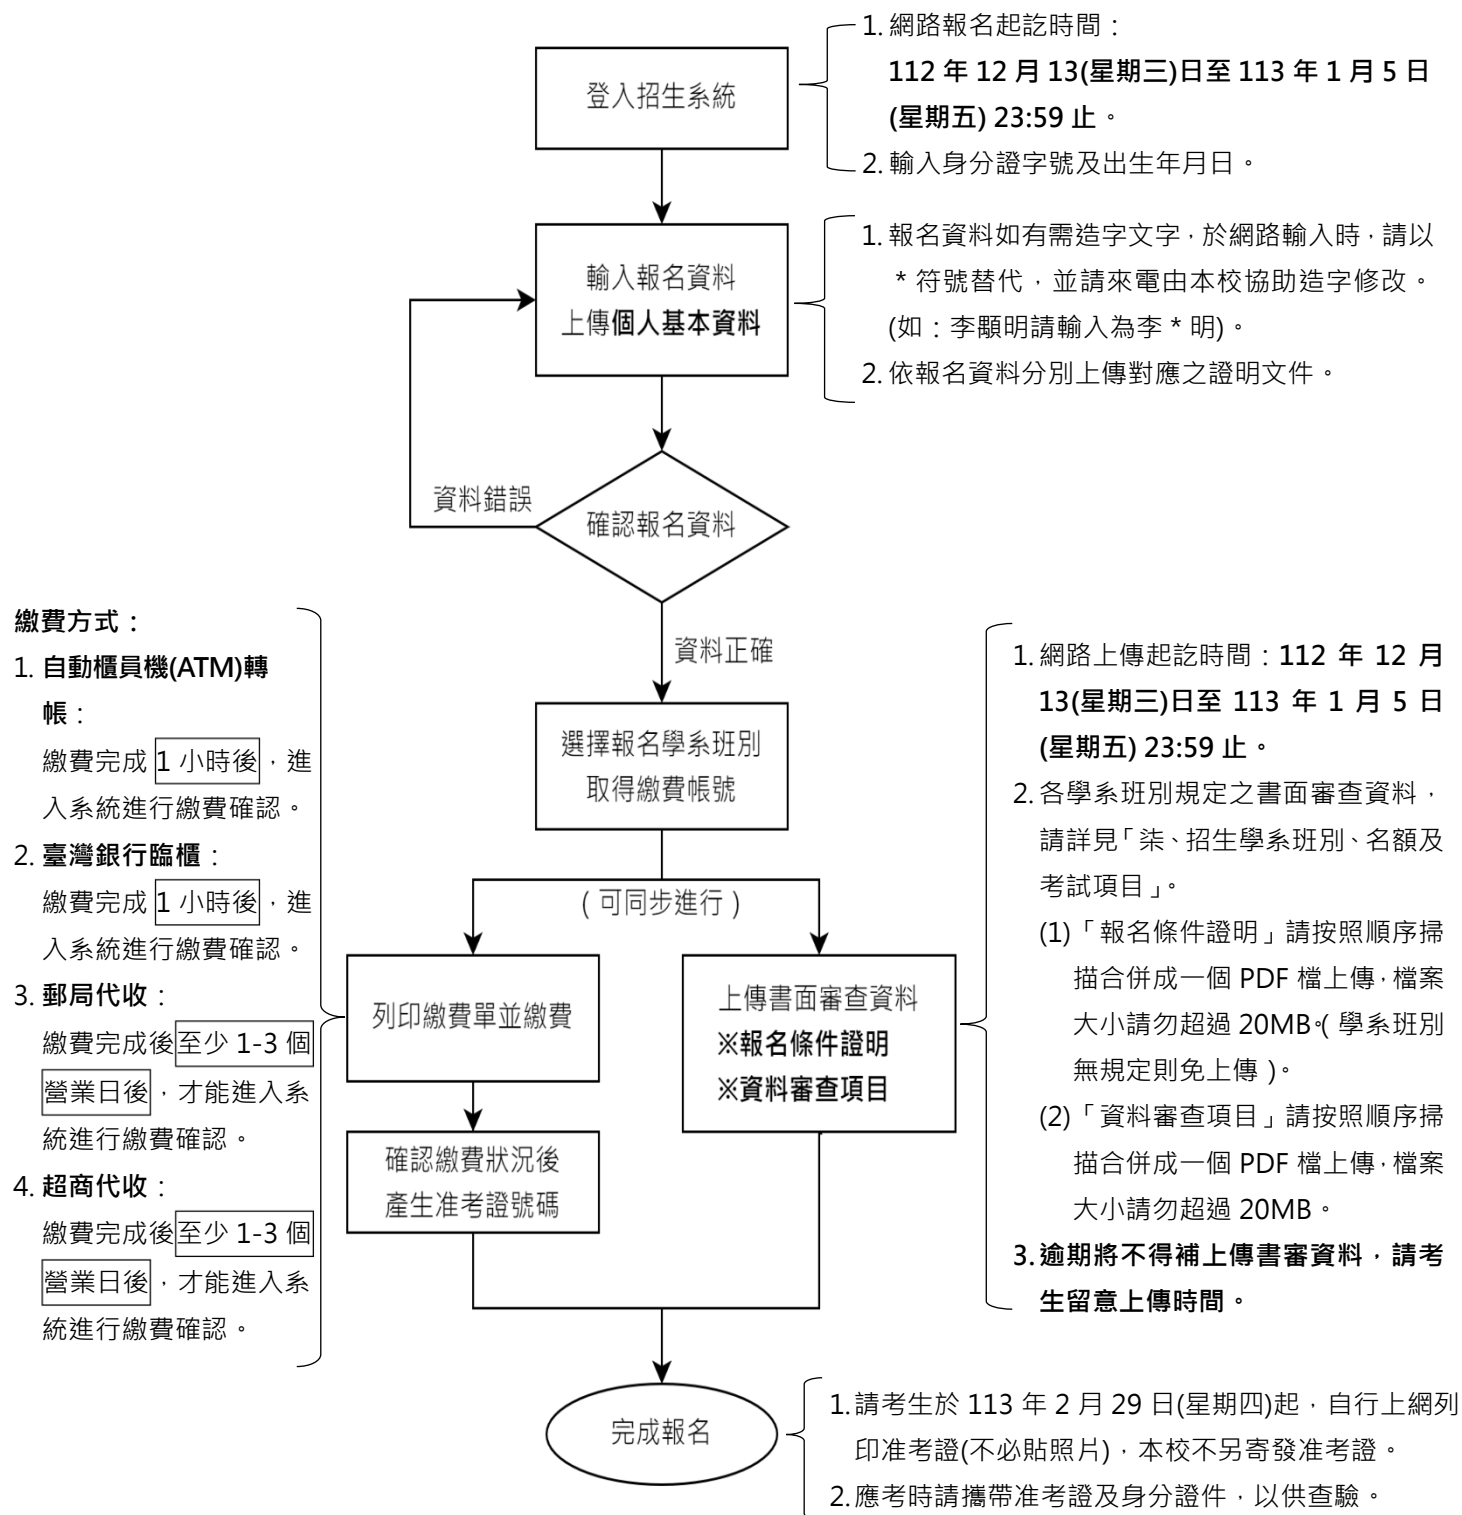 登入招生系統
1. 網路報名起訖時間：
112 年 12 月 13(星期三)日至 113 年 1 月 5 日
(星期五) 23:59 止。
2. 輸入身分證字號及出生年月日。
輸入報名資料
上傳個人基本資料
1. 報名資料如有需造字文字，於網路輸入時，請以
* 符號替代，並請來電由本校協助造字修改。
(如：李顯明請輸入為李 * 明)。
2. 依報名資料分別上傳對應之證明文件。
資料錯誤
確認報名資料
資料正確
選擇報名學系班別
取得繳費帳號
(可同步進行)
繳費方式：
1. 自動櫃員機(ATM)轉
帳：
繳費完成 1 小時後，進
入系統進行繳費確認。
2. 臺灣銀行臨櫃：
繳費完成 1 小時後，進
入系統進行繳費確認。
3. 郵局代收：
繳費完成後至少 1-3 個
營業日後，才能進入系
統進行繳費確認。
4. 超商代收：
繳費完成後至少 1-3 個
營業日後，才能進入系
統進行繳費確認。
列印繳費單並繳費
確認繳費狀況後
產生准考證號碼
上傳書面審查資料
※報名條件證明
※資料審查項目
1. 網路上傳起訖時間：112 年 12 月
13(星期三)日至 113 年 1 月 5 日
(星期五) 23:59 止。
2. 各學系班別規定之書面審查資料，
請詳見「柒、招生學系班別、名額及
考試項目」。
(1)「報名條件證明」請按照順序掃
描合併成一個 PDF 檔上傳，檔案
大小請勿超過 20MB。(學系班別
無規定則免上傳)。
(2)「資料審查項目」請按照順序掃
描合併成一個 PDF 檔上傳，檔案
大小請勿超過 20MB。
3. 逾期將不得補上傳書審資料，請考
生留意上傳時間。
完成報名
1. 請考生於 113 年 2 月 29 日(星期四)起，自行上網列
印准考證(不必貼照片)，本校不另寄發准考證。
2. 應考時請攜帶准考證及身分證件，以供查驗。